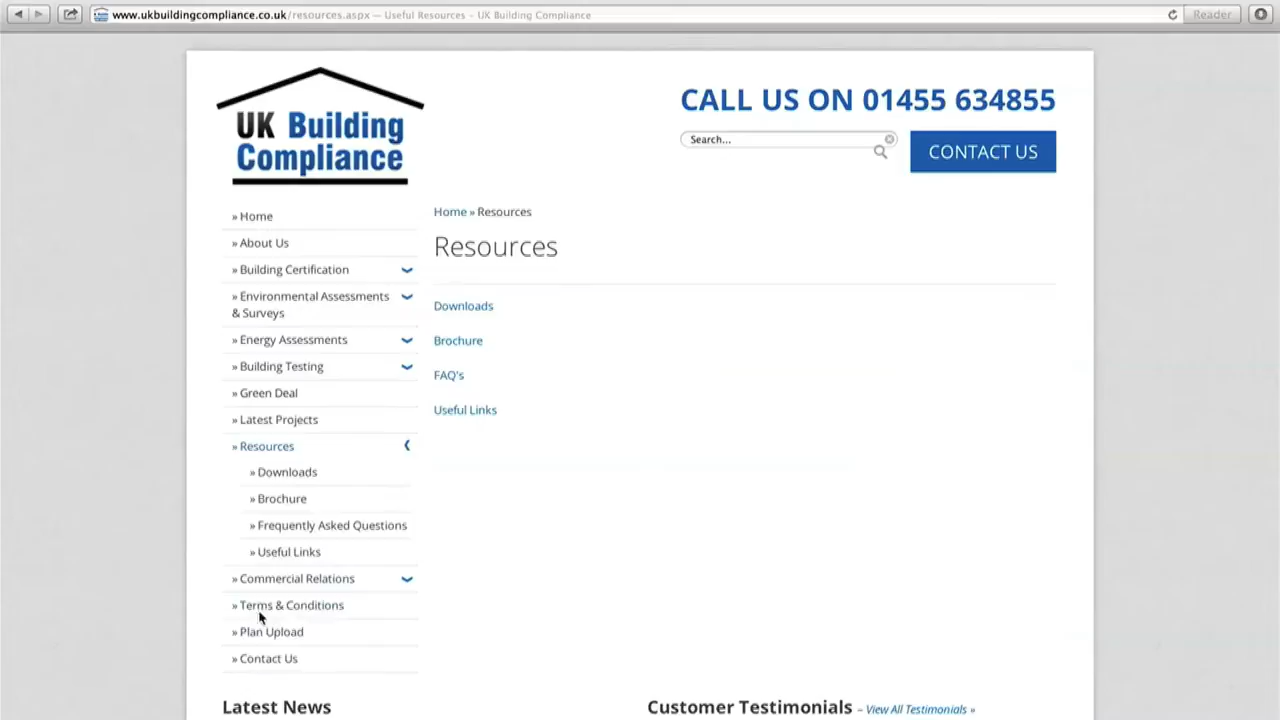 www.ukbuildingcompliance.co.uk/resources.aspx — Useful Resources - UK Building Compliance
Reader
UK Building
Compliance
CALL US ON 01455 634855
Search...
CONTACT US
» Home
» About Us
» Building Certification
» Environmental Assessments
& Surveys
» Energy Assessments
» Building Testing
» Green Deal
» Latest Projects
» Resources
» Downloads
» Brochure
» Frequently Asked Questions
» Useful Links
» Commercial Relations
» Terms & Conditions
» Plan Upload
» Contact Us
Home » Resources
Resources
Downloads
Brochure
FAQ's
Useful Links
Latest News
Customer Testimonials – View All Testimonials »